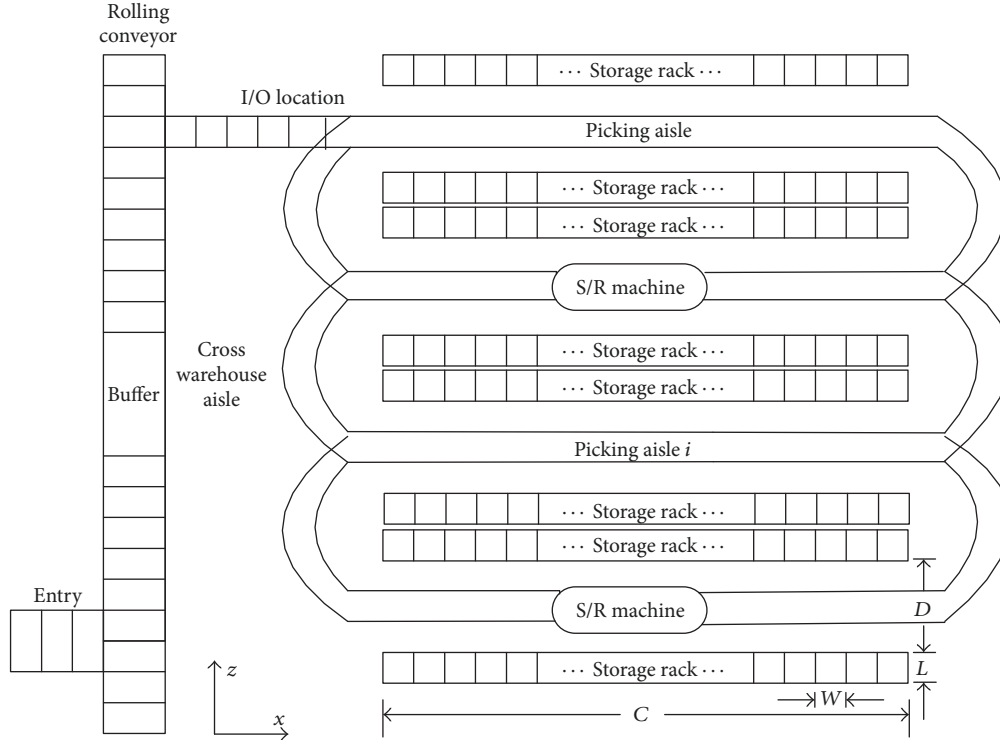 Rolling
conveyor
··· Storage rack ···
I/O location
Picking aisle
··· Storage rack ···
··· Storage rack ···
S/R machine
Cross
warehouse
aisle
··· Storage rack ···
Buffer
··· Storage rack ···
Picking aisle i
··· Storage rack ···
··· Storage rack ···
Entry
S/R machine
D
z
··· Storage rack ···
L
W
x
C